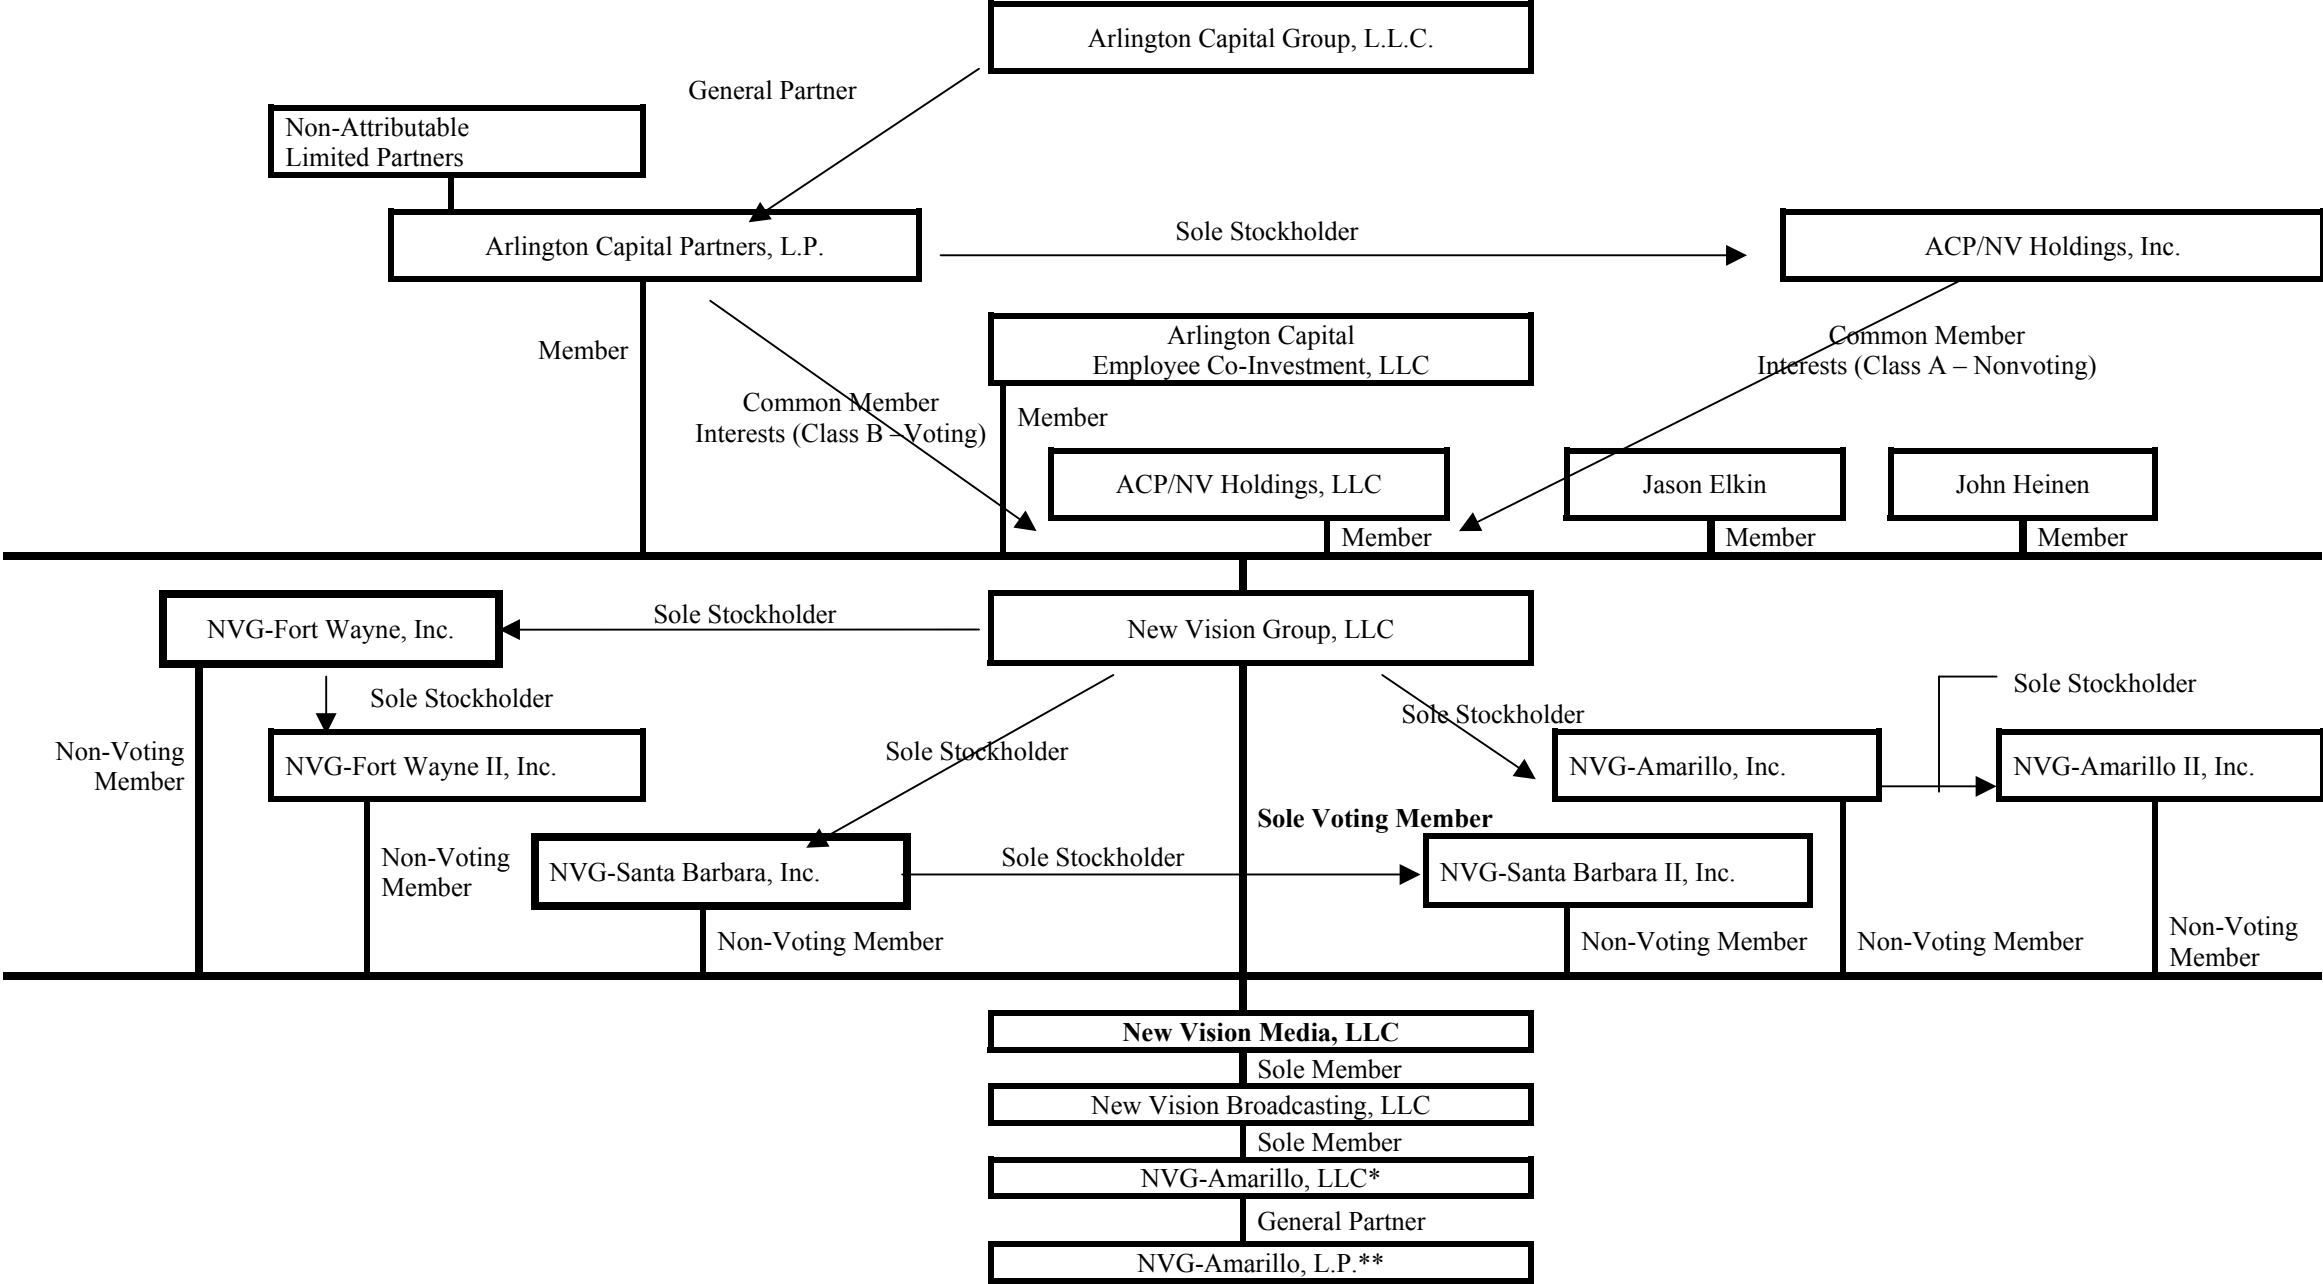 Arlington Capital Group, L.L.C.
General Partner
Non-Attributable
Limited Partners
Arlington Capital Partners, L.P.
Sole Stockholder
ACP/NV Holdings, Inc.
Member
Arlington Capital
Employee Co-Investment, LLC
Common Member
Interests (Class A – Nonvoting)
Common Member
Interests (Class B –Voting)
Member
ACP/NV Holdings, LLC
Jason Elkin
John Heinen
Member
Member
Member
NVG-Fort Wayne, Inc.
Sole Stockholder
New Vision Group, LLC
Sole Stockholder
Sole Stockholder
Sole Stockholder
Non-Voting
Member
NVG-Fort Wayne II, Inc.
Sole Stockholder
NVG-Amarillo, Inc.
NVG-Amarillo II, Inc.
Sole Voting Member
Non-Voting
Member
NVG-Santa Barbara, Inc.
Sole Stockholder
NVG-Santa Barbara II, Inc.
Non-Voting Member
Non-Voting Member
Non-Voting Member
Non-Voting
Member
New Vision Media, LLC
Sole Member
New Vision Broadcasting, LLC
Sole Member
NVG-Amarillo, LLC*
General Partner
NVG-Amarillo, L.P.**